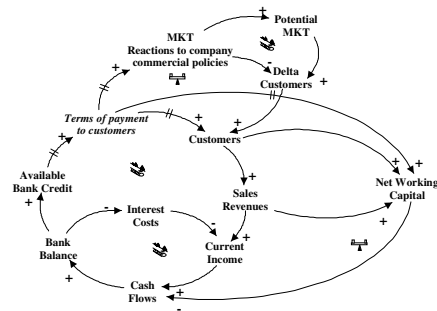 Potential
MKT
MKT
Reactions to company
commercial policies
Delta
Customers
Terms of payment
to customers
Customers
Available
Bank Credit
Net Working
Capital
Sales
Revenues
Interest
Costs
Bank
Balance
Current
Income
Cash
Flows
+
+
+
-
+
+
+
+
+
+
+
+
+
-
-
+
+
+
-